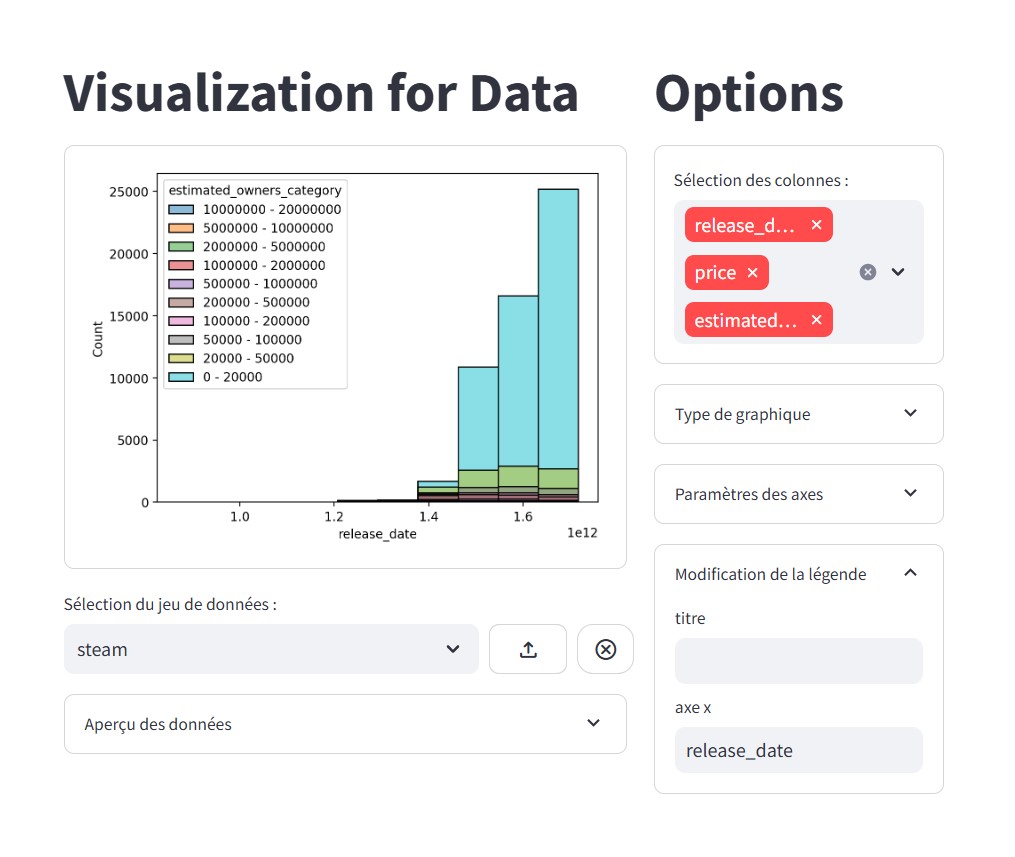 Visualization for Data
estimated_owners_category
10000000 - 20000000
5000000 - 10000000
2000000 - 5000000
1000000 - 2000000
500000 - 1000000
200000 - 500000
100000 - 200000
50000 - 100000
20000 - 50000
0 - 20000
Count
25000
20000
15000
10000
5000
0
1.0 1.2 1.4 1.6
1e12
release_date
Sélection du jeu de données :
steam
Aperçu des données
Options
Sélection des colonnes :
release_d...
price
estimated...
Type de graphique
Paramètres des axes
Modification de la légende
titre
axe x
release_date